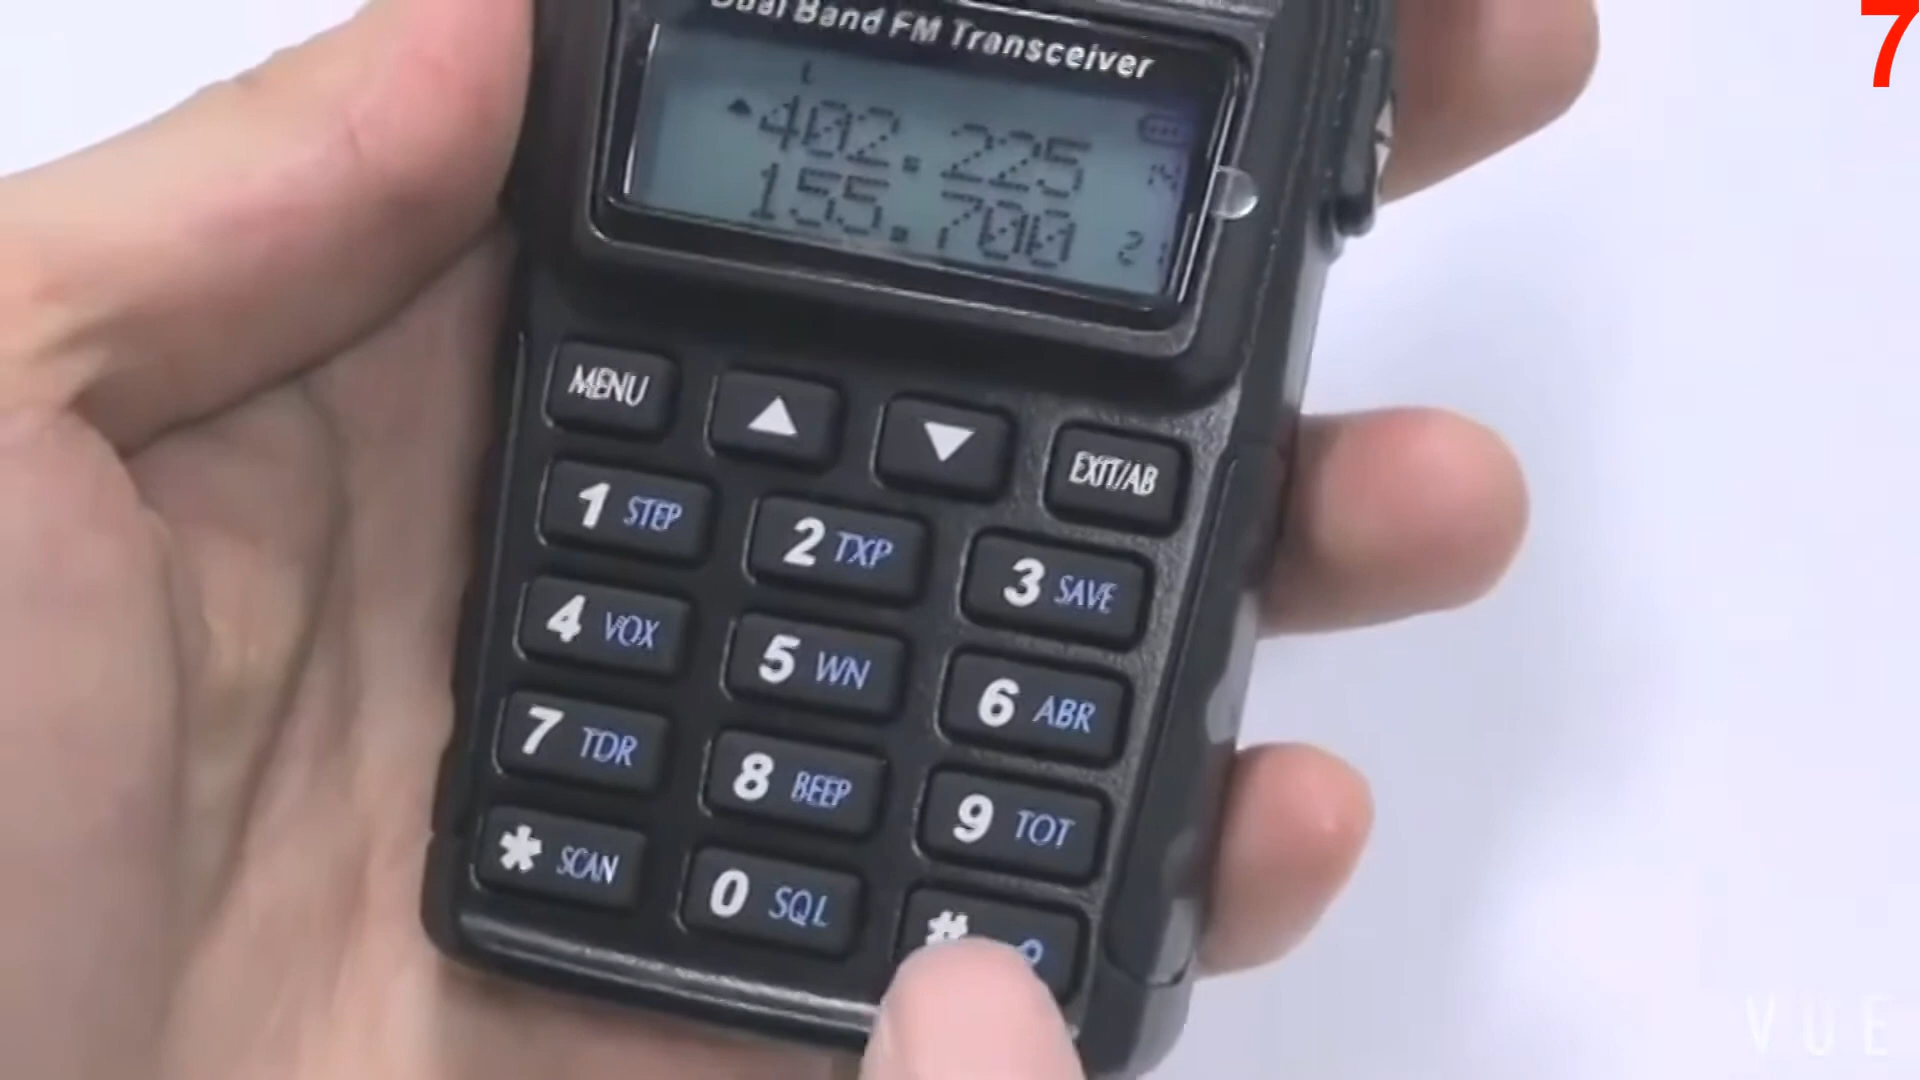 7
Dual Band FM Transceiver
L
402.225
155.700
21
MENU ▲ ▼ EXIT/AB
1 STEP 2 TXP 3 SAVE
4 VOX 5 WN 6 ABR
7 TDR 8 BEEP 9 TOT
* SCAN 0 SQL #
VUE